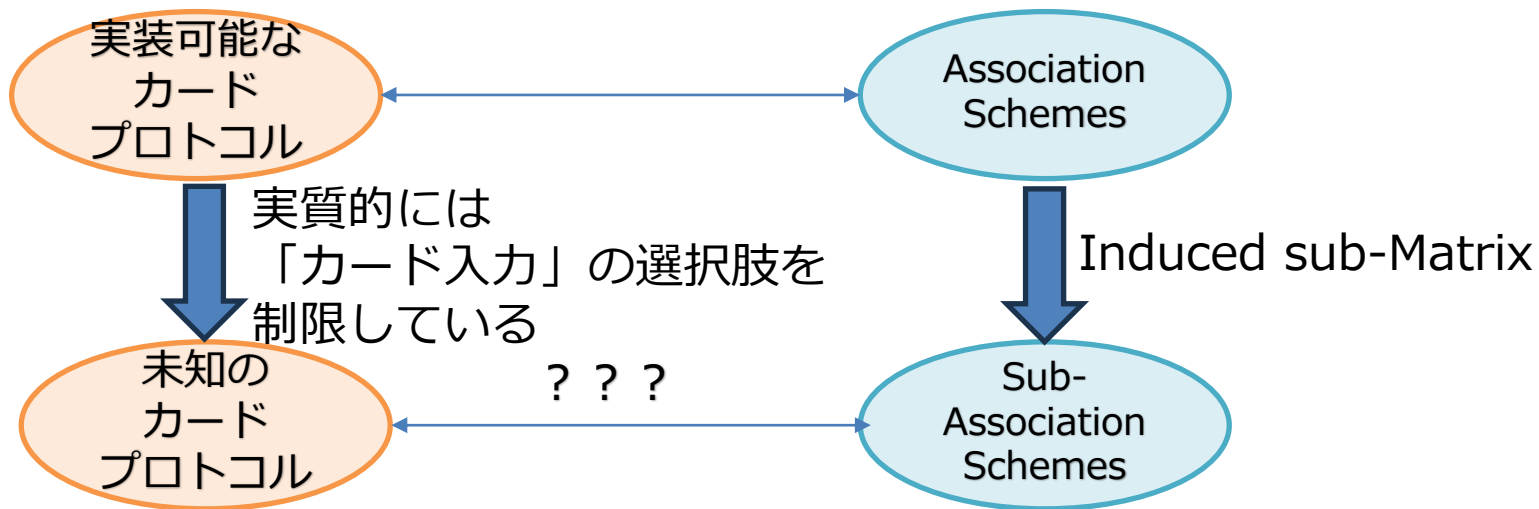 実装可能な
カード
プロトコル
Association
Schemes
実質的には
「カード入力」の選択肢を
制限している
Induced sub-Matrix
未知の
カード
プロトコル
？？？
Sub-
Association
Schemes